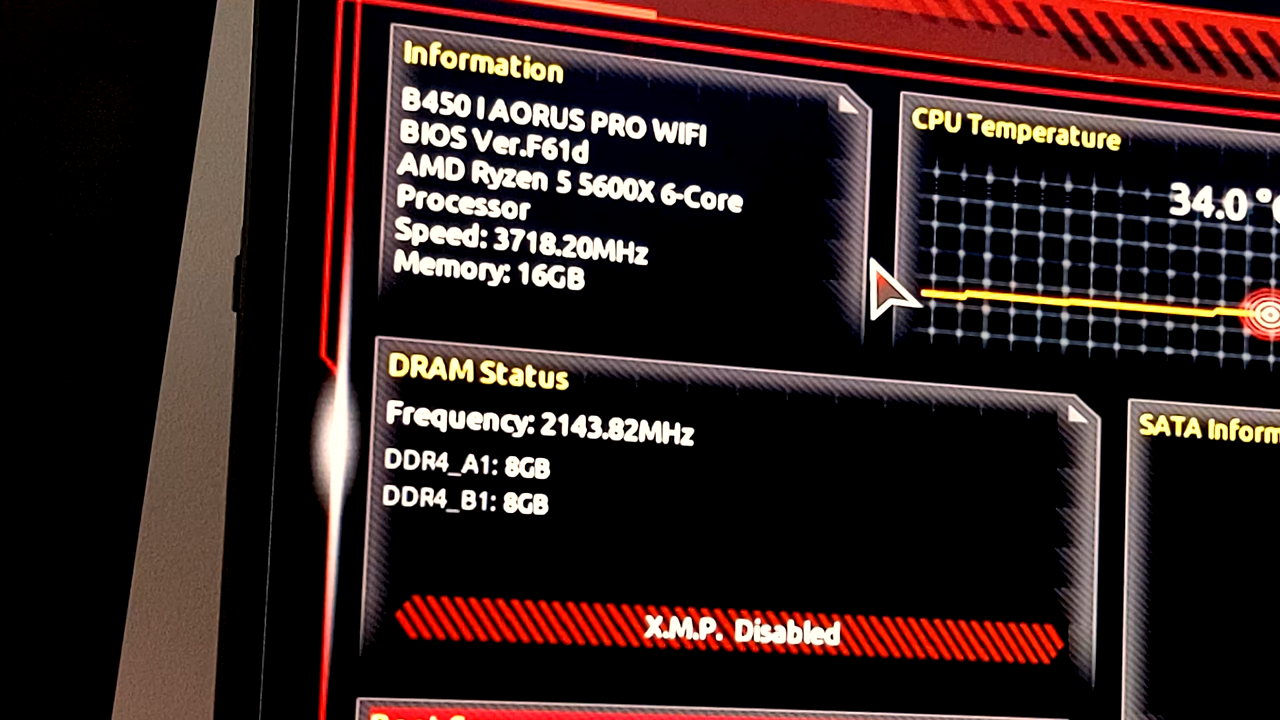 Information
B450 I AORUS PRO WIFI
BIOS Ver.F61d
AMD Ryzen 5 5600X 6-Core
Processor
Speed: 3718.20MHz
Memory: 16GB
CPU Temperature
34.0 °
DRAM Status
Frequency: 2143.82MHz
DDR4_A1: 8GB
DDR4_B1: 8GB
X.M.P. Disabled
SATA Inform